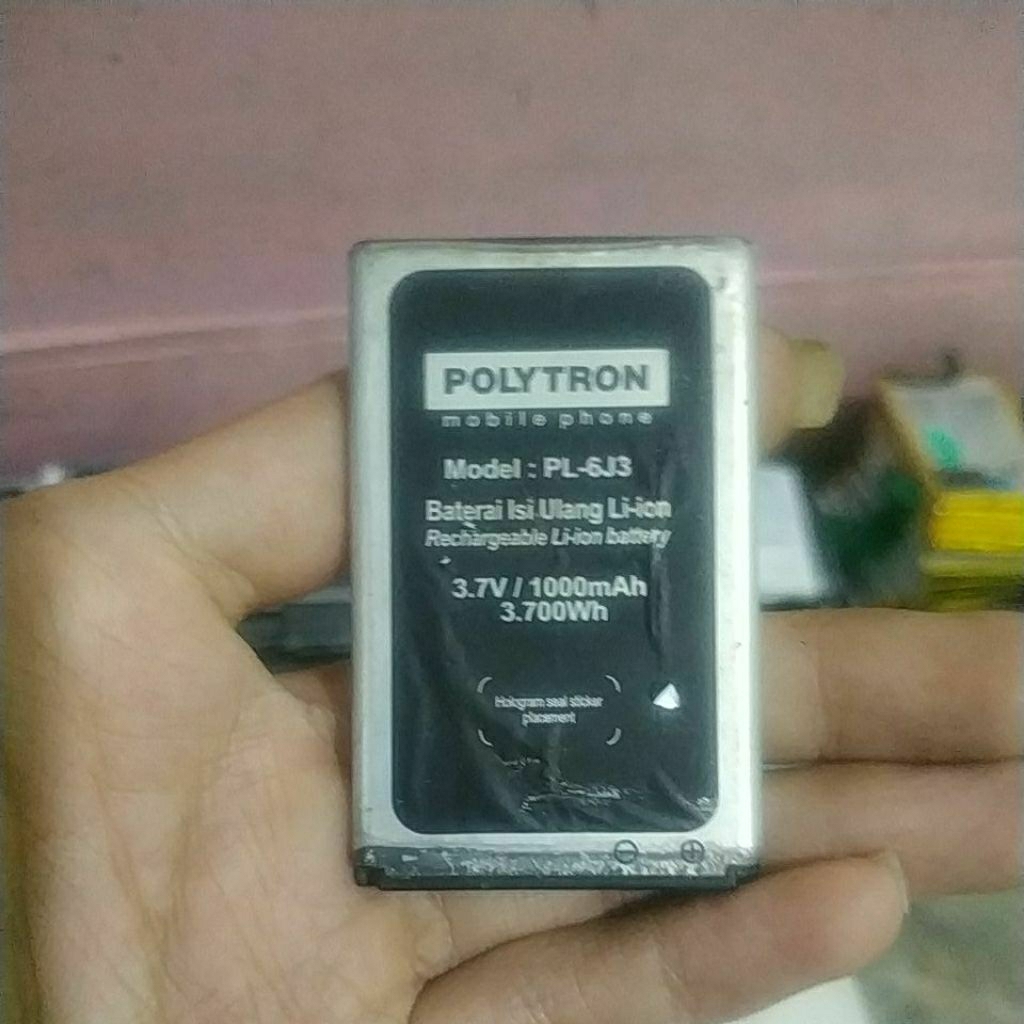 POLYTRON
mobile phone
Model : PL-6J3
Baterai Isi Ulang Li-ion
Rechargeable Li-ion battery
3.7V / 1000mAh
3.700Wh
Hologram seal sticker
placement
⊖ ⊕